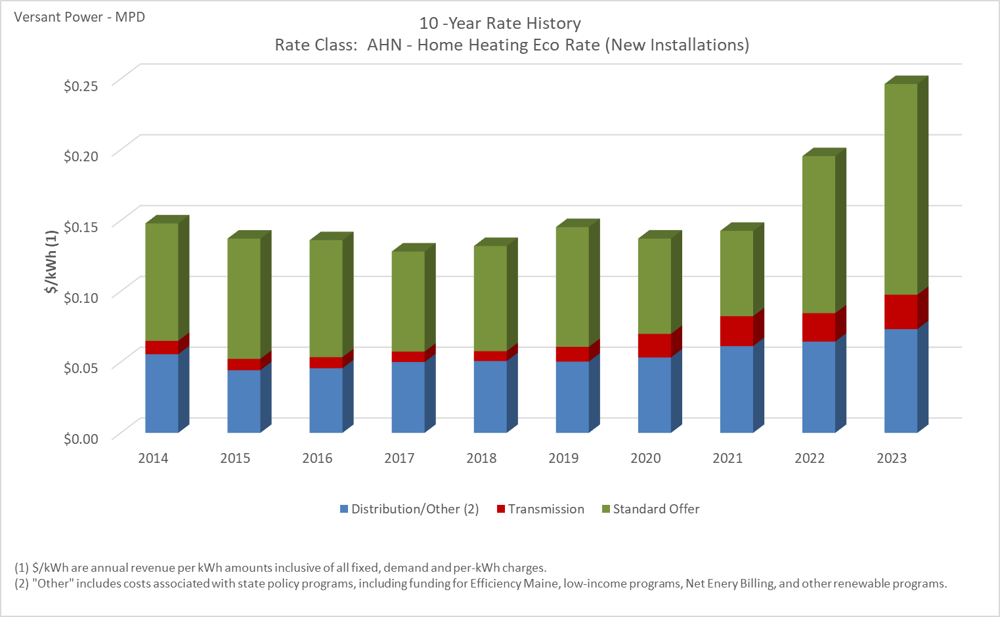 Versant Power - MPD
10 -Year Rate History
Rate Class:  AHN - Home Heating Eco Rate (New Installations)
$0.25
$0.20
$0.15
$0.10
$0.05
$0.00
$/kWh (1)
2014 2015 2016 2017 2018 2019 2020 2021 2022 2023
Distribution/Other (2) Transmission Standard Offer
(1) $/kWh are annual revenue per kWh amounts inclusive of all fixed, demand and per-kWh charges.
(2) "Other" includes costs associated with state policy programs, including funding for Efficiency Maine, low-income programs, Net Enery Billing, and other renewable programs.